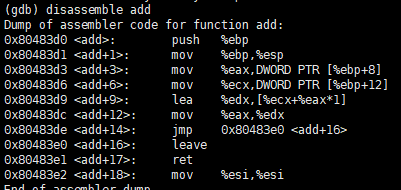 (gdb) disassemble add
Dump of assembler code for function add:
0x80483d0 <add>:        push   %ebp
0x80483d1 <add+1>:      mov    %ebp,%esp
0x80483d3 <add+3>:      mov    %eax,DWORD PTR [%ebp+8]
0x80483d6 <add+6>:      mov    %ecx,DWORD PTR [%ebp+12]
0x80483d9 <add+9>:      lea    %edx,[%ecx+%eax*1]
0x80483dc <add+12>:     mov    %eax,%edx
0x80483de <add+14>:     jmp    0x80483e0 <add+16>
0x80483e0 <add+16>:     leave
0x80483e1 <add+17>:     ret
0x80483e2 <add+18>:     mov    %esi,%esi
End of assembler dump